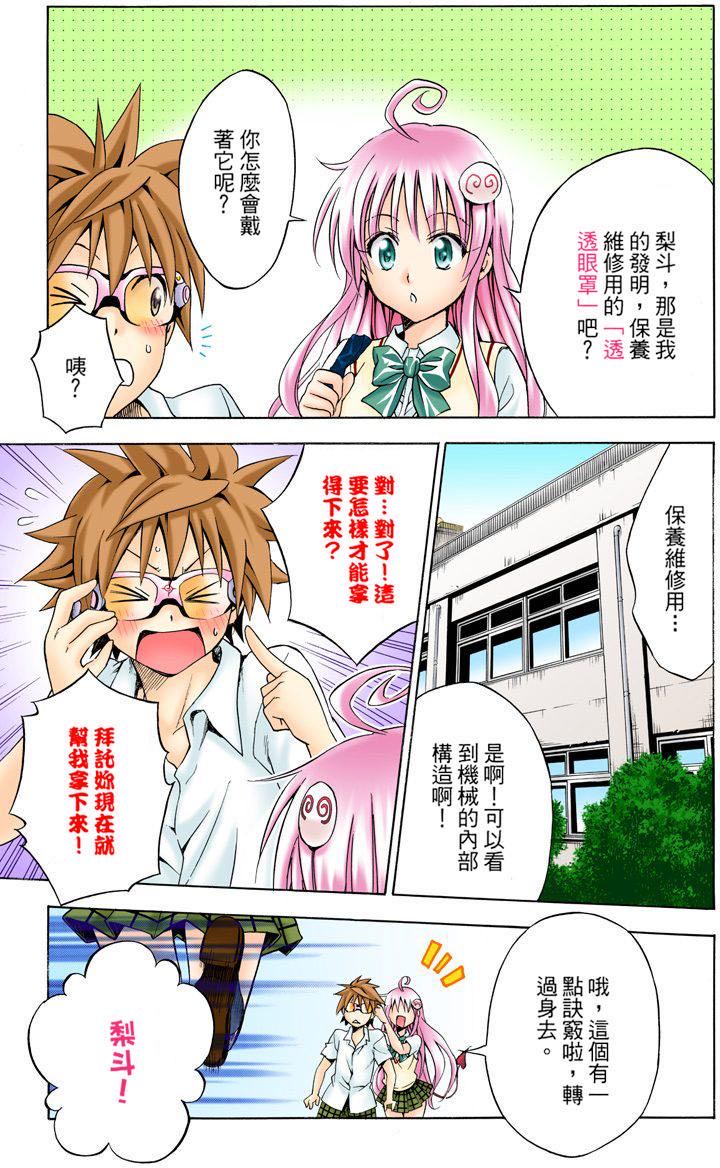 梨斗，那是我
的發明，保養
維修用的「透
透眼罩」吧？
你怎麼會戴
著它呢？
咦？
保養維修用…
是啊！可以看
到機械的內部
構造啊！
對…對了！這
要怎樣才能拿
得下來？
拜託妳現在就
幫我拿下來！
哦，這個有一
點訣竅啦，轉
過身去。
梨斗！